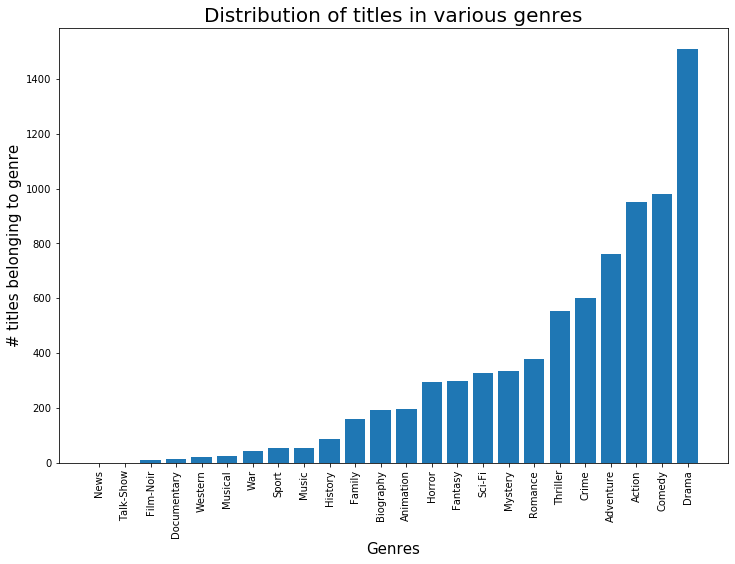 Distribution of titles in various genres
# titles belonging to genre
1400
1200
1000
800
600
400
200
0
News
Talk-Show
Film-Noir
Documentary
Western
Musical
War
Sport
Music
History
Family
Biography
Animation
Horror
Fantasy
Sci-Fi
Mystery
Romance
Thriller
Crime
Adventure
Action
Comedy
Drama
Genres